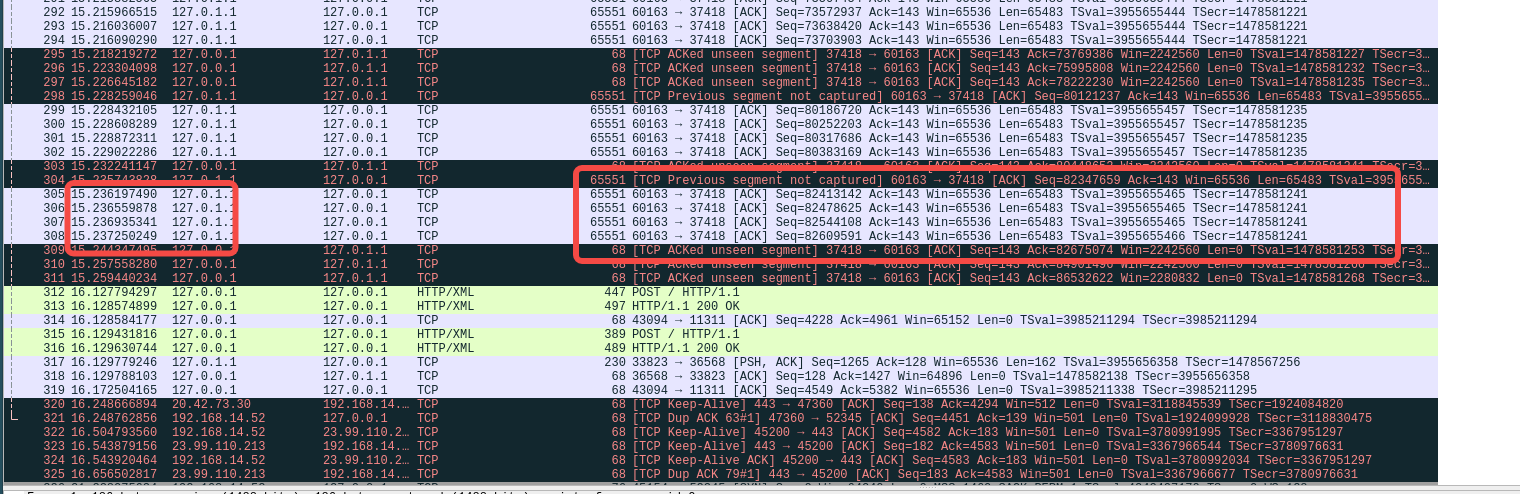 292 15.215966515 127.0.1.1 127.0.0.1 TCP 65551 60163 → 37418 [ACK] Seq=73572937 Ack=143 Win=65536 Len=65483 TSval=3955655444 TSecr=1478581221
293 15.216036007 127.0.1.1 127.0.0.1 TCP 65551 60163 → 37418 [ACK] Seq=73638420 Ack=143 Win=65536 Len=65483 TSval=3955655444 TSecr=1478581221
294 15.216090290 127.0.1.1 127.0.0.1 TCP 65551 60163 → 37418 [ACK] Seq=73703903 Ack=143 Win=65536 Len=65483 TSval=3955655444 TSecr=1478581221
295 15.218219272 127.0.0.1 127.0.1.1 TCP 68 [TCP ACKed unseen segment] 37418 → 60163 [ACK] Seq=143 Ack=73769386 Win=2242560 Len=0 TSval=1478581227 TSecr=3…
296 15.223304098 127.0.0.1 127.0.1.1 TCP 68 [TCP ACKed unseen segment] 37418 → 60163 [ACK] Seq=143 Ack=75995808 Win=2242560 Len=0 TSval=1478581232 TSecr=3…
297 15.226645182 127.0.0.1 127.0.1.1 TCP 68 [TCP ACKed unseen segment] 37418 → 60163 [ACK] Seq=143 Ack=78222230 Win=2242560 Len=0 TSval=1478581235 TSecr=3…
298 15.228259046 127.0.1.1 127.0.0.1 TCP 65551 [TCP Previous segment not captured] 60163 → 37418 [ACK] Seq=80121237 Ack=143 Win=65536 Len=65483 TSval=3955655…
299 15.228432105 127.0.1.1 127.0.0.1 TCP 65551 60163 → 37418 [ACK] Seq=80186720 Ack=143 Win=65536 Len=65483 TSval=3955655457 TSecr=1478581235
300 15.228608289 127.0.1.1 127.0.0.1 TCP 65551 60163 → 37418 [ACK] Seq=80252203 Ack=143 Win=65536 Len=65483 TSval=3955655457 TSecr=1478581235
301 15.228872311 127.0.1.1 127.0.0.1 TCP 65551 60163 → 37418 [ACK] Seq=80317686 Ack=143 Win=65536 Len=65483 TSval=3955655457 TSecr=1478581235
302 15.229022286 127.0.1.1 127.0.0.1 TCP 65551 60163 → 37418 [ACK] Seq=80383169 Ack=143 Win=65536 Len=65483 TSval=3955655457 TSecr=1478581235
303 15.232241147 127.0.0.1 127.0.1.1 TCP 68 [TCP ACKed unseen segment] 37418 → 60163 [ACK] Seq=143 Ack=80448652 Win=2242560 Len=0 TSval=1478581241 TSecr=3…
304 127.0.1.1 127.0.0.1 TCP 65551 [TCP Previous segment not captured] 60163 → 37418 [ACK] Seq=82347659 Ack=143 Win=65536 Len=65483 TSval=3955655…
305 15.236197490 127.0.1.1 127.0.0.1 TCP 65551 60163 → 37418 [ACK] Seq=82413142 Ack=143 Win=65536 Len=65483 TSval=3955655465 TSecr=1478581241
306 15.236559878 127.0.1.1 127.0.0.1 TCP 65551 60163 → 37418 [ACK] Seq=82478625 Ack=143 Win=65536 Len=65483 TSval=3955655465 TSecr=1478581241
307 15.236935341 127.0.1.1 127.0.0.1 TCP 65551 60163 → 37418 [ACK] Seq=82544108 Ack=143 Win=65536 Len=65483 TSval=3955655465 TSecr=1478581241
308 15.237250249 127.0.1.1 127.0.0.1 TCP 65551 60163 → 37418 [ACK] Seq=82609591 Ack=143 Win=65536 Len=65483 TSval=3955655466 TSecr=1478581241
309 15.244347495 127.0.0.1 127.0.1.1 TCP 68 [TCP ACKed unseen segment] 37418 → 60163 [ACK] Seq=143 Ack=82675074 Win=2242560 Len=0 TSval=1478581253 TSecr=3…
310 15.257558280 127.0.0.1 127.0.1.1 TCP 68 [TCP ACKed unseen segment] 37418 → 60163 [ACK] Seq=143 Len=0 TSecr=3…
311 15.259440234 127.0.0.1 127.0.1.1 TCP 68 [TCP ACKed unseen segment] 37418 → 60163 [ACK] Seq=143 Ack=86532622 Win=2280832 Len=0 TSval=1478581268 TSecr=3…
312 16.127794297 127.0.0.1 127.0.0.1 HTTP/XML 447 POST / HTTP/1.1
313 16.128574899 127.0.0.1 127.0.0.1 HTTP/XML 497 HTTP/1.1 200 OK
314 16.128584177 127.0.0.1 127.0.0.1 TCP 68 43094 → 11311 [ACK] Seq=4228 Ack=4961 Win=65152 Len=0 TSval=3985211294 TSecr=3985211294
315 16.129431816 127.0.0.1 127.0.0.1 HTTP/XML 389 POST / HTTP/1.1
316 16.129630744 127.0.0.1 127.0.0.1 HTTP/XML 489 HTTP/1.1 200 OK
317 16.129779246 127.0.1.1 127.0.0.1 TCP 230 33823 → 36568 [PSH, ACK] Seq=1265 Ack=128 Win=65536 Len=162 TSval=3955656358 TSecr=1478567256
318 16.129788103 127.0.0.1 127.0.1.1 TCP 68 36568 → 33823 [ACK] Seq=128 Ack=1427 Win=64896 Len=0 TSval=1478582138 TSecr=3955656358
319 16.172504165 127.0.0.1 127.0.0.1 TCP 68 43094 → 11311 [ACK] Seq=4549 Ack=5382 Win=65536 Len=0 TSval=3985211338 TSecr=3985211295
320 16.248666894 20.42.73.30 192.168.14.… TCP 68 [TCP Keep-Alive] 443 → 47360 [ACK] Seq=138 Ack=4294 Win=512 Len=0 TSval=3118845539 TSecr=1924084820
321 16.248762856 192.168.14.52 127.0.0.1 TCP 68 [TCP Dup ACK 63#1] 47360 → 52345 [ACK] Seq=4451 Ack=139 Win=501 Len=0 TSval=1924099928 TSecr=3118830475
322 16.504793560 192.168.14.52 23.99.110.2… TCP 68 [TCP Keep-Alive] 45200 → 443 [ACK] Seq=4582 Ack=183 Win=501 Len=0 TSval=3780991995 TSecr=3367951297
323 16.543879156 23.99.110.213 192.168.14.… TCP 68 [TCP Keep-Alive] 443 → 45200 [ACK] Seq=182 Ack=4583 Win=501 Len=0 TSval=3367966544 TSecr=3780976631
324 16.543920464 192.168.14.52 23.99.110.2… TCP 68 [TCP Keep-Alive ACK] 45200 → 443 [ACK] Seq=4583 Ack=183 Win=501 Len=0 TSval=3780992034 TSecr=3367951297
325 16.656502817 23.99.110.213 192.168.14.… TCP 68 [TCP Dup ACK 79#1] 443 → 45200 [ACK] Seq=183 Ack=4583 Win=501 Len=0 TSval=3367966677 TSecr=3780976631